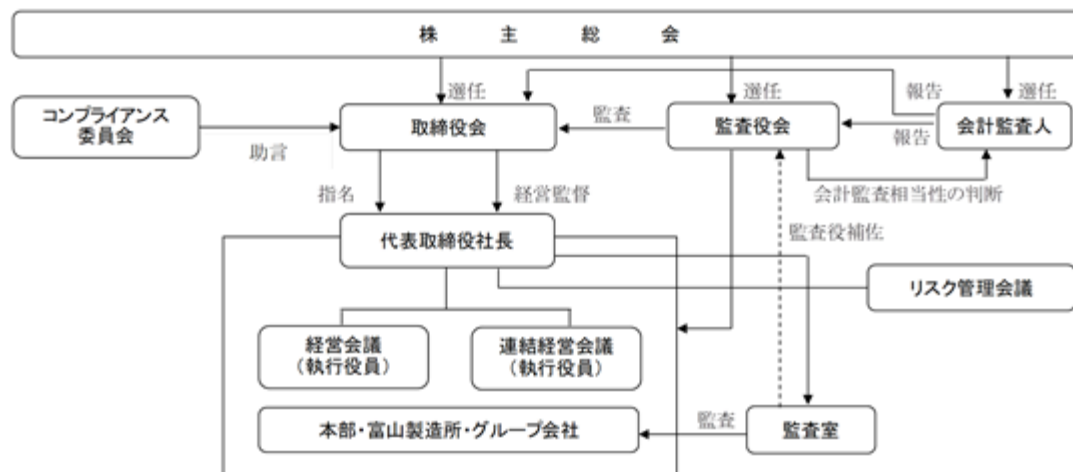 株主総会
選任
選任
報告
選任
コンプライアンス
委員会
助言
取締役会
監査
監査役会
報告
会計監査人
指名
経営監督
会計監査相当性の判断
代表取締役社長
監査役補佐
リスク管理会議
経営会議
（執行役員）
連結経営会議
（執行役員）
本部・富山製造所・グループ会社
監査
監査室